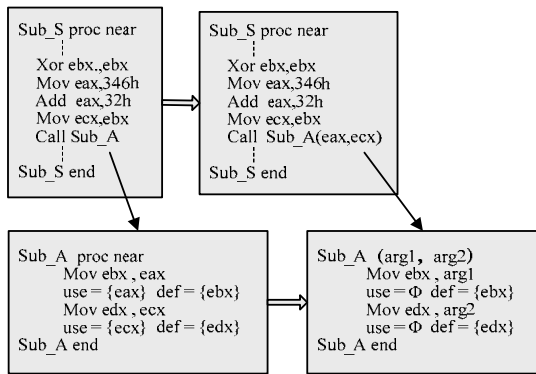 Sub_S proc near
Xor ebx.,ebx
Mov eax,346h
Add eax,32h
Mov ecx,ebx
Call Sub_A
Sub_S end
Sub_S proc near
Xor ebx,ebx
Mov eax,346h
Add eax,32h
Mov ecx,ebx
Call Sub_A(eax,ecx)
Sub_S end
Sub_A proc near
Mov ebx , eax
use = {eax} def = {ebx}
Mov edx , ecx
use = {ecx} def = {edx}
Sub_A end
Sub_A (arg1, arg2)
Mov ebx , arg1
use = Φ def = {ebx}
Mov edx , arg2
use = Φ def = {edx}
Sub_A end